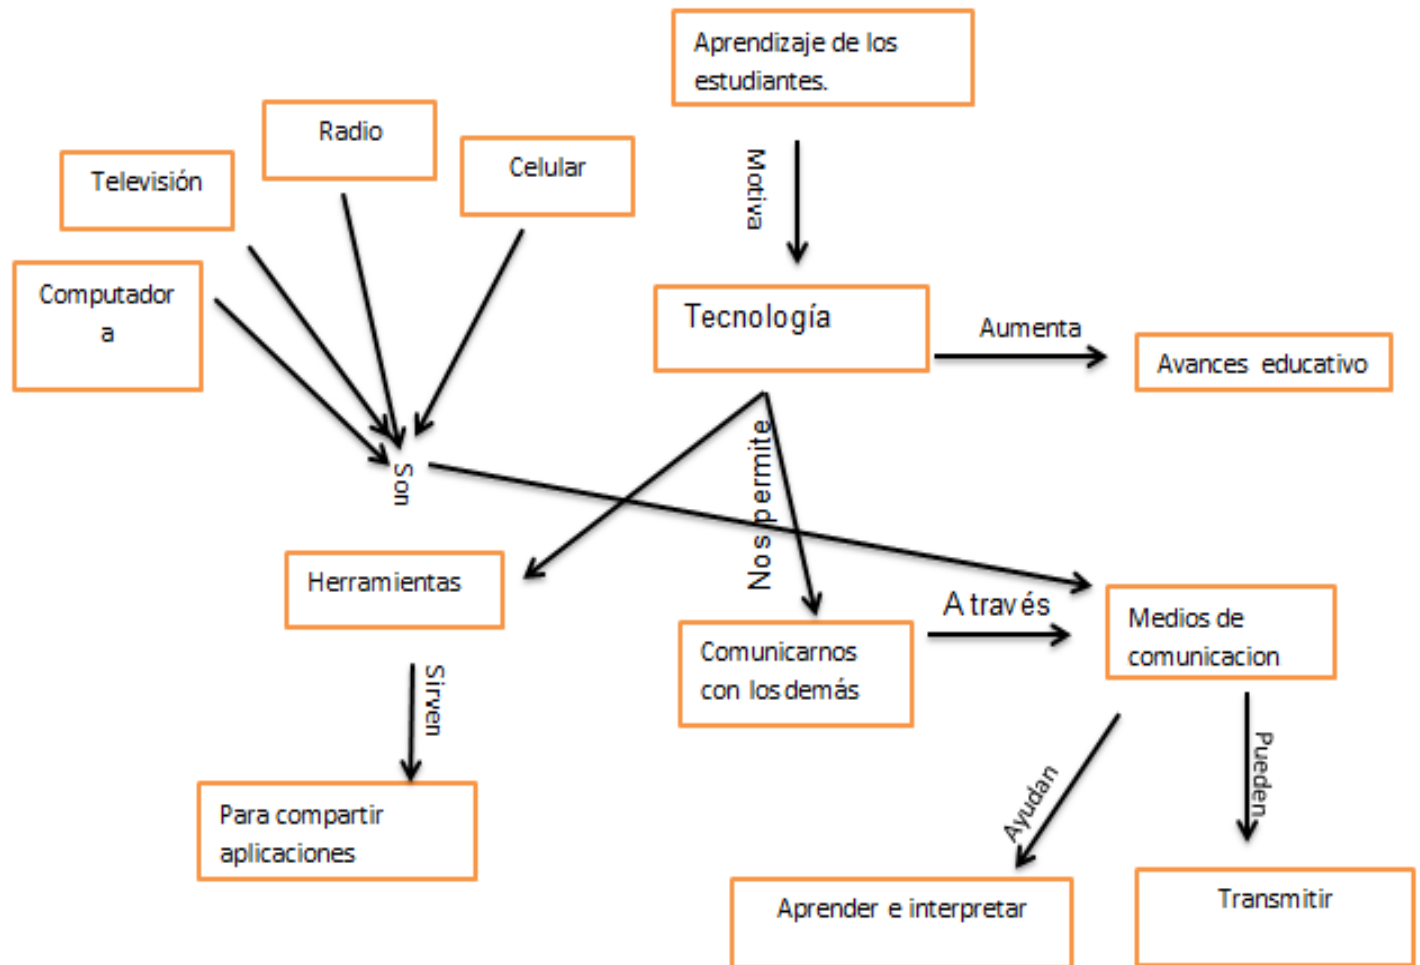 Aprendizaje de los
estudiantes.
Radio
Celular
Televisión
Motiva
Computador
a
Tecnología
Aumenta
Avances educativo
Son
Nos permite
Herramientas
A través
Medios de
comunicacion
Comunicarnos
con los demás
Sirven
Pueden
Ayudan
Para compartir
aplicaciones
Aprender e interpretar
Transmitir